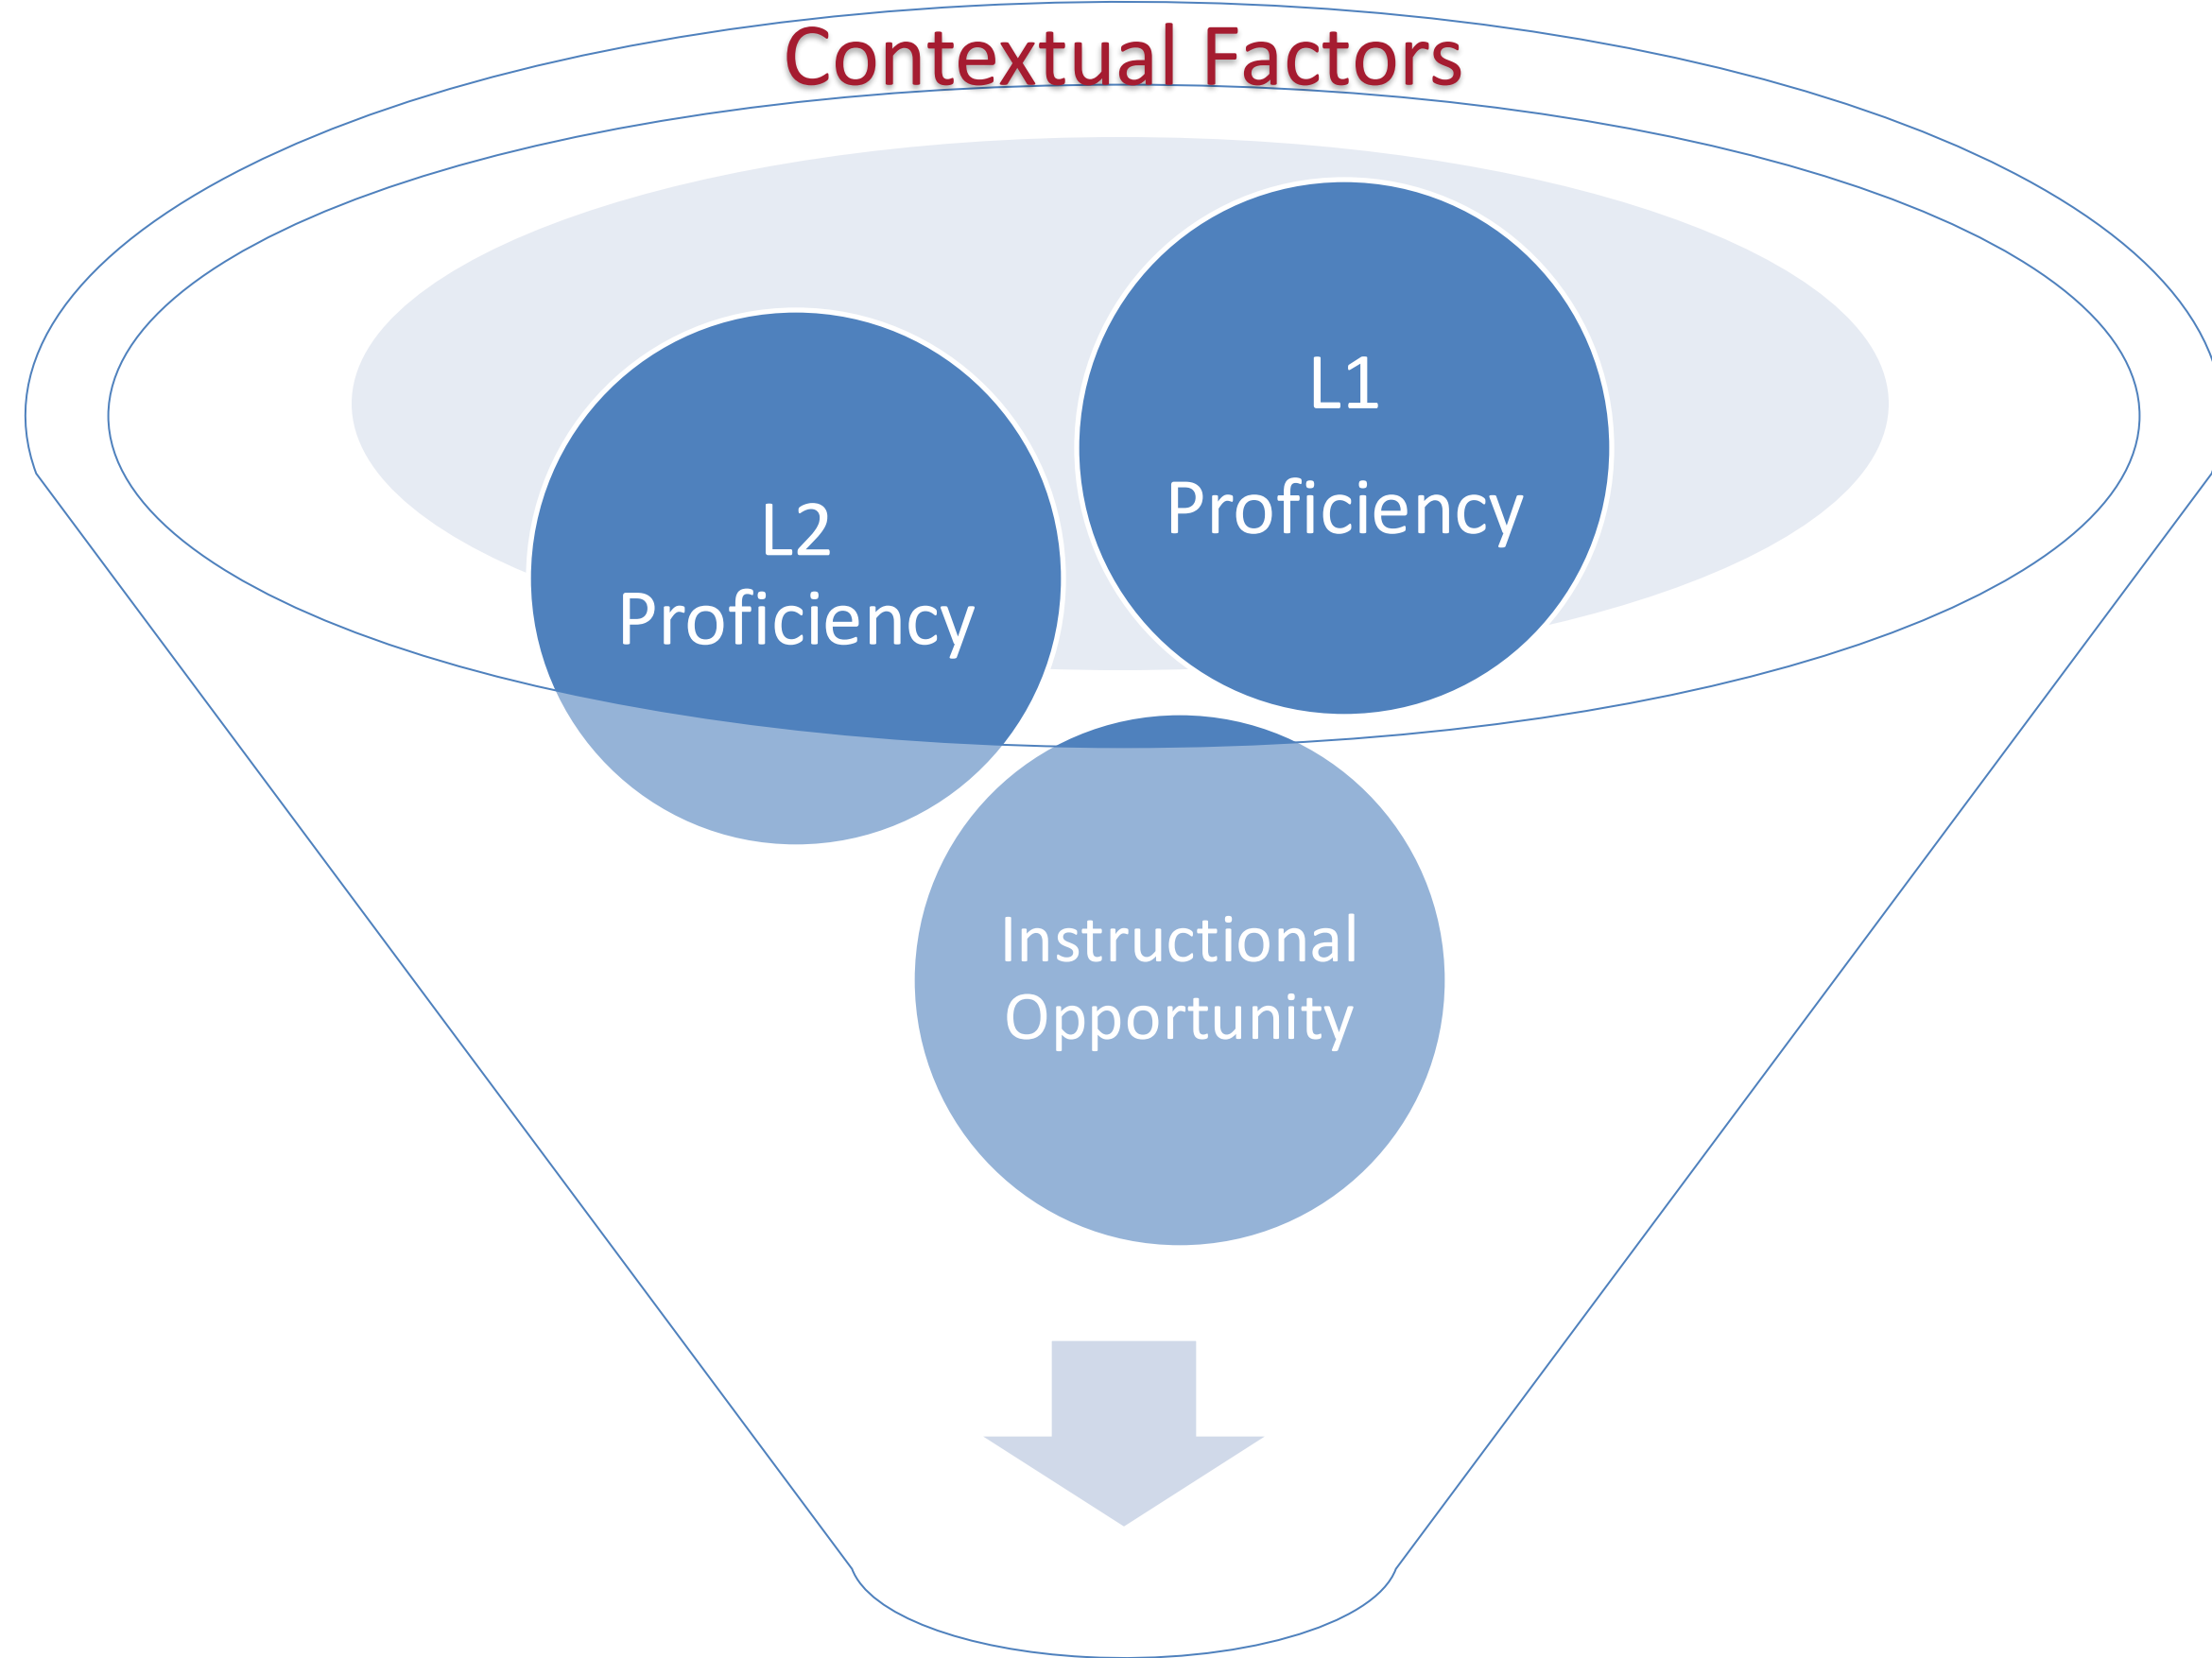 Contextual Factors
L1
Proficiency
L2
Proficiency
Instructional
Opportunity